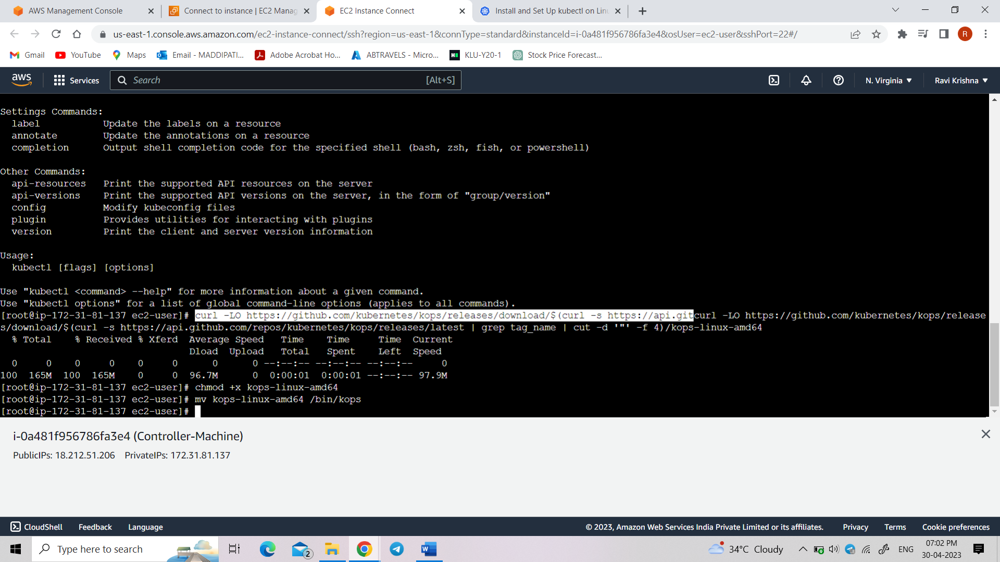 AWS Management Console
Connect to instance | EC2 Manag
EC2 Instance Connect
Install and Set Up kubectl on Lin
us-east-1.console.aws.amazon.com/ec2-instance-connect/ssh?region=us-east-1&connType=standard&instanceId=i-0a481f956786fa3e4&osUser=ec2-user&sshPort=22#/
R
Gmail
YouTube
Maps
Email - MADDIPATI...
Adobe Acrobat Ho...
ABTRAVELS - Micro...
KLU-Y20-1
Stock Price Forecast...
aws
Services
Search
[Alt+S]
N. Virginia
Ravi Krishna
Settings Commands:
label Update the labels on a resource
annotate Update the annotations on a resource
completion Output shell completion code for the specified shell (bash, zsh, fish, or powershell)
Other Commands:
api-resources Print the supported API resources on the server
api-versions Print the supported API versions on the server, in the form of "group/version"
config Modify kubeconfig files
plugin Provides utilities for interacting with plugins
version Print the client and server version information
Usage:
kubectl [flags] [options]
Use "kubectl <command> --help" for more information about a given command.
Use "kubectl options" for a list of global command-line options (applies to all commands).
[root@ip-172-31-81-137 ec2-user]# curl -LO https://github.com/kubernetes/kops/releases/download/$(curl -s https://api.gitcurl -LO https://github.com/kubernetes/kops/release
s/download/$(curl -s https://api.github.com/repos/kubernetes/kops/releases/latest | grep tag_name | cut -d '"' -f 4)/kops-linux-amd64
% Total % Received % Xferd Average Speed Time Time Time Current
Dload Upload Total Spent Left Speed
0 0 0 0 0 0 0 0 --:--:-- --:--:-- --:--:-- 0
100 165M 100 165M 0 0 96.7M 0 0:00:01 0:00:01 --:--:-- 97.9M
[root@ip-172-31-81-137 ec2-user]# chmod +x kops-linux-amd64
[root@ip-172-31-81-137 ec2-user]# mv kops-linux-amd64 /bin/kops
[root@ip-172-31-81-137 ec2-user]#
i-0a481f956786fa3e4 (Controller-Machine)
PublicIPs: 18.212.51.206 PrivateIPs: 172.31.81.137
CloudShell
Feedback
Language
© 2023, Amazon Web Services India Private Limited or its affiliates.
Privacy
Terms
Cookie preferences
Type here to search
2
34°C Cloudy
ENG
07:02 PM
30-04-2023